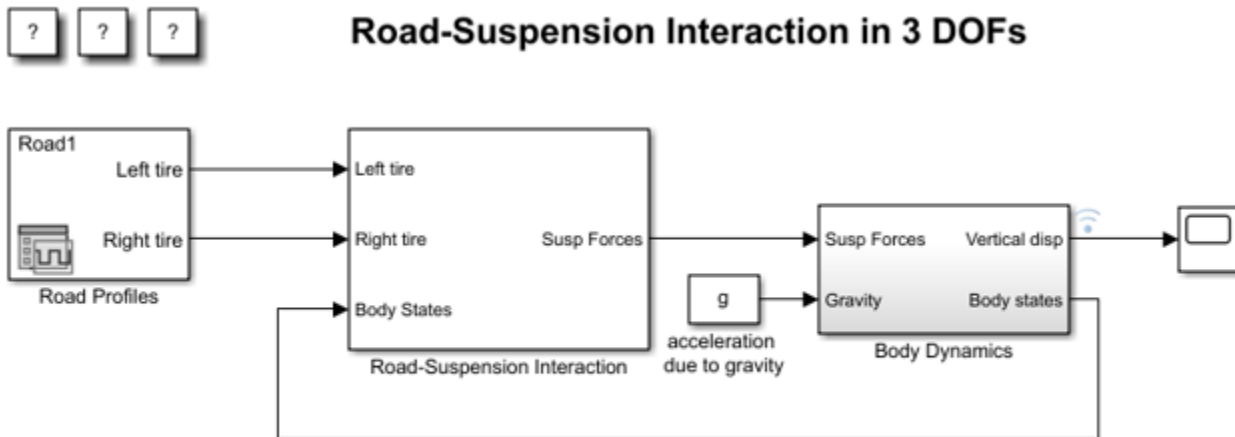 ? ? ?
Road-Suspension Interaction in 3 DOFs
Road1
Left tire
Right tire
Road Profiles
Left tire
Right tire
Susp Forces
Body States
Road-Suspension Interaction
g
acceleration
due to gravity
Susp Forces
Vertical disp
Gravity
Body states
Body Dynamics